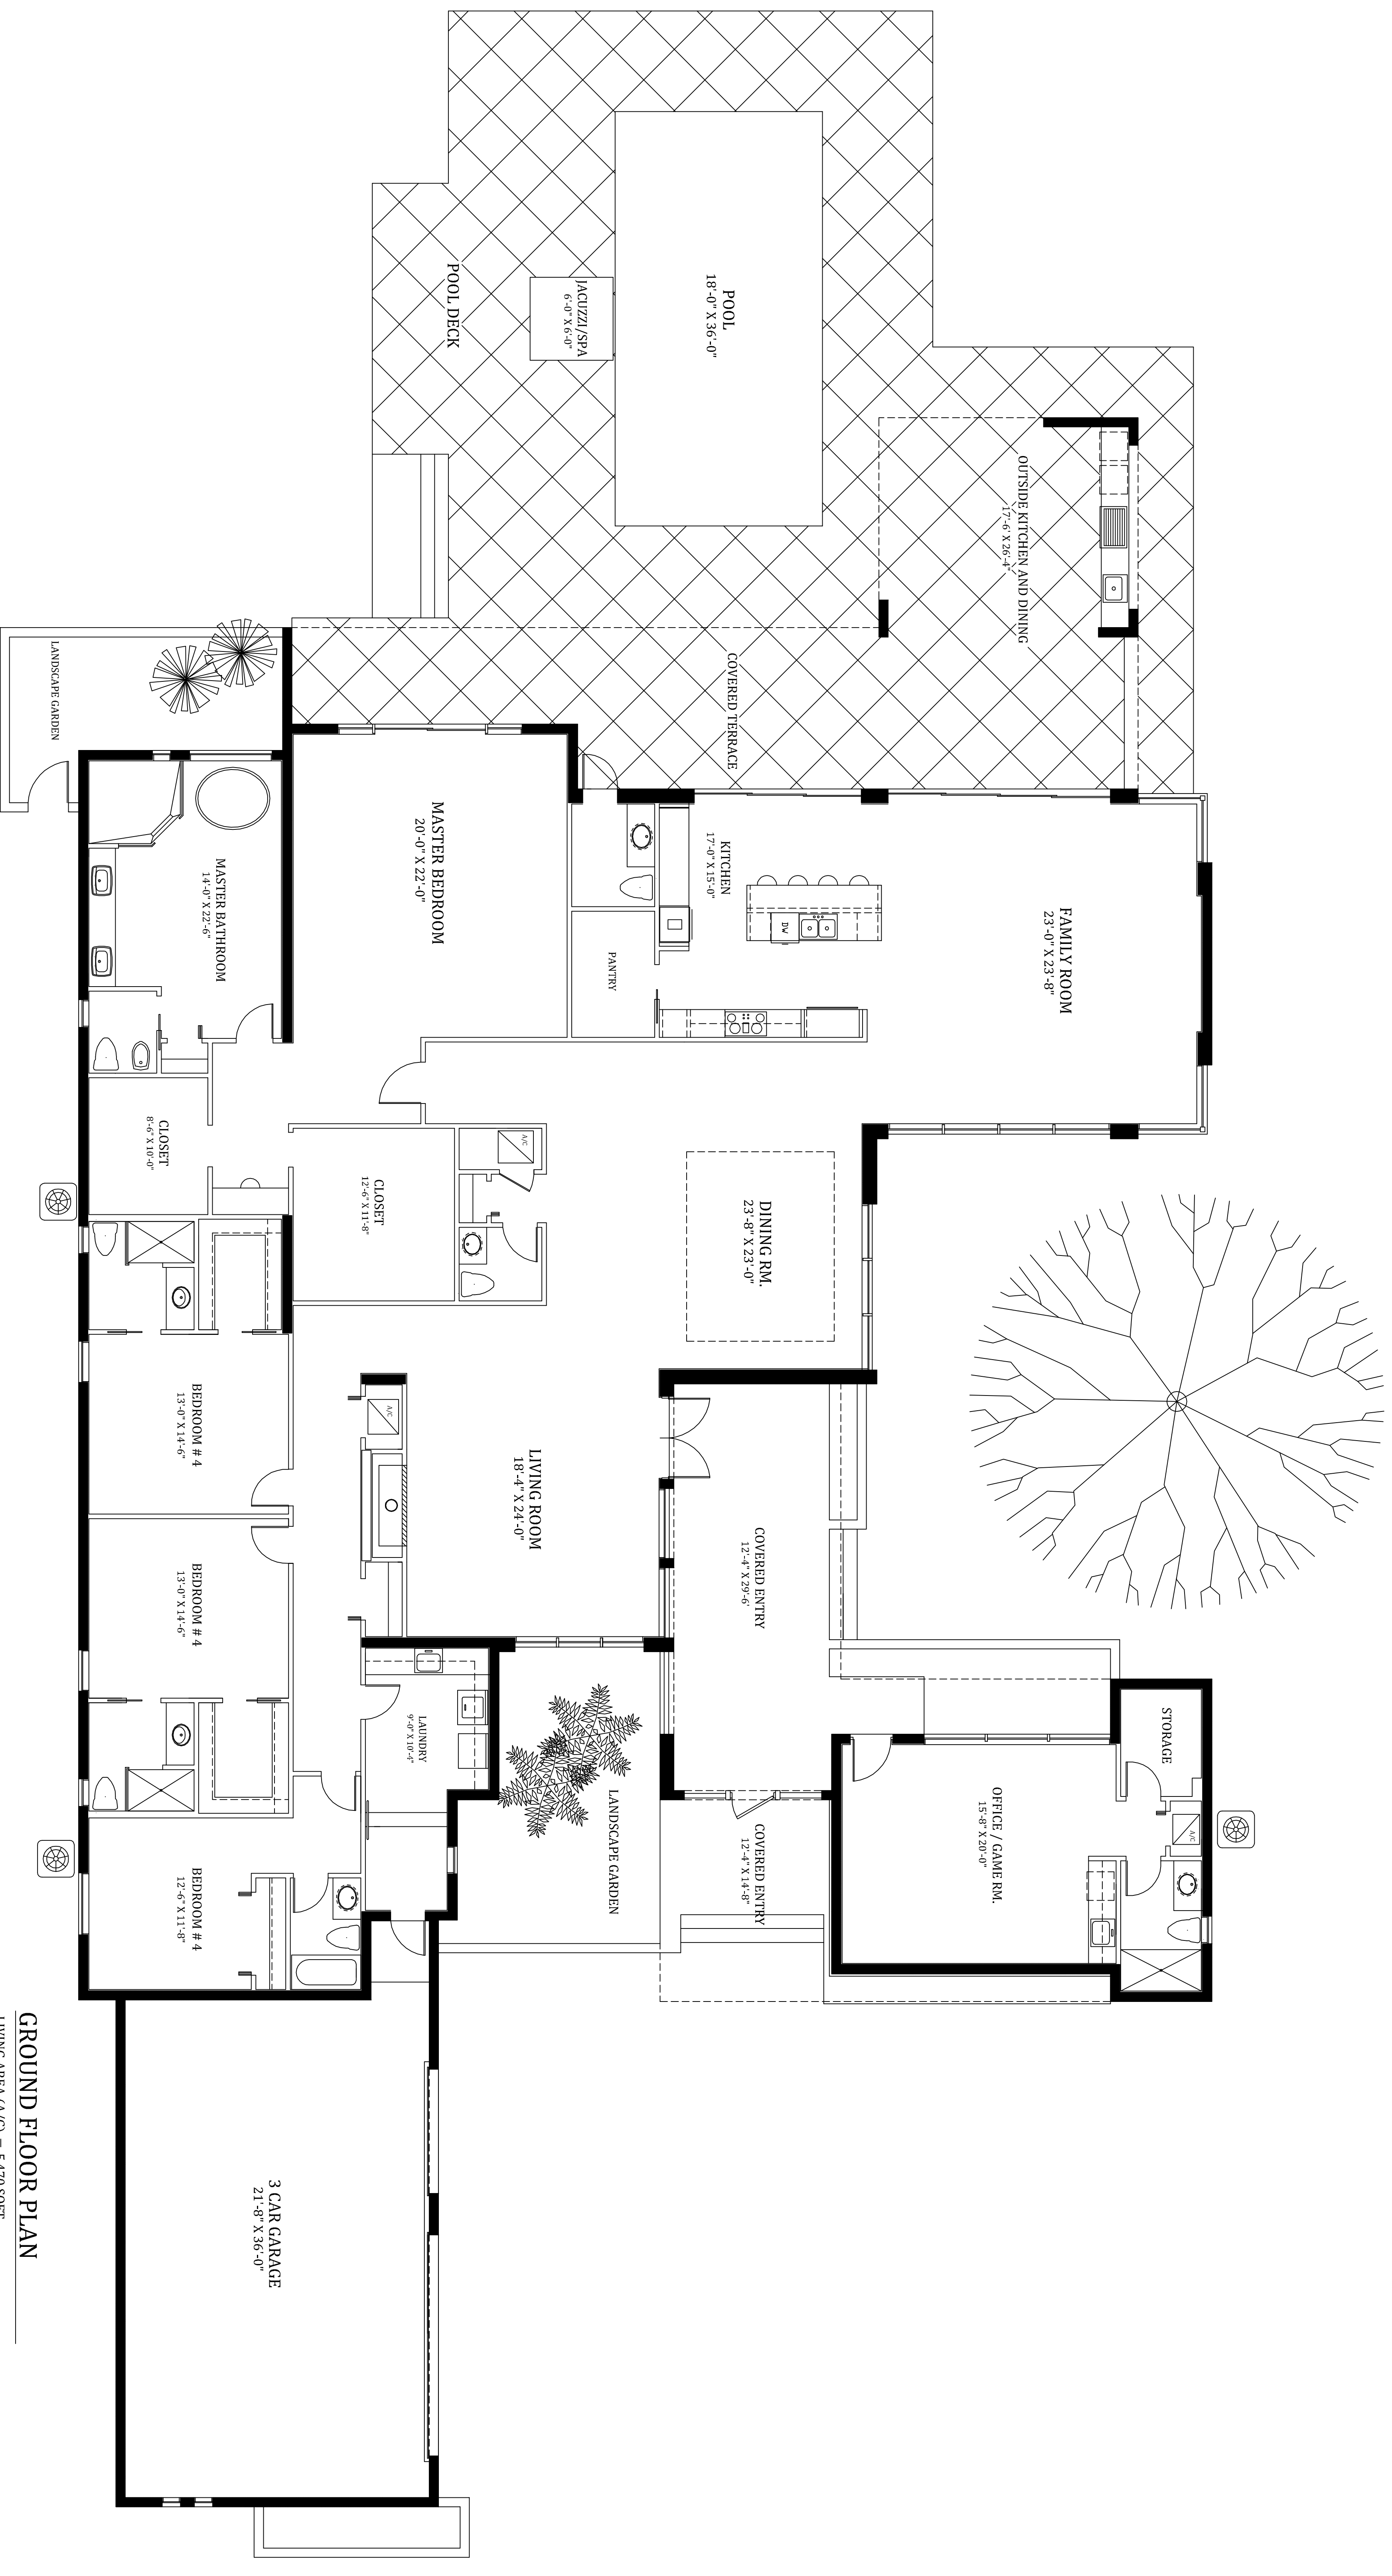 POOL
18'-0" X 36'-0"
JACUZZI/SPA
6'-0" X 6'-0"
POOL DECK
OUTSIDE KITCHEN AND DINING
17'-6" X 26'-4"
COVERED TERRACE
LANDSCAPE GARDEN
FAMILY ROOM
23'-0" X 23'-8"
KITCHEN
17'-0" X 15'-0"
DW
PANTRY
MASTER BEDROOM
20'-0" X 22'-0"
MASTER BATHROOM
14'-0" X 22'-6"
DINING RM.
23'-8" X 23'-0"
A/C
CLOSET
12'-6" X 11'-8"
CLOSET
8'-6" X 10'-0"
LIVING ROOM
18'-4" X 24'-0"
A/C
BEDROOM # 4
13'-0" X 14'-6"
COVERED ENTRY
12'-4" X 29'-6'
BEDROOM # 4
13'-0" X 14'-6"
STORAGE
A/C
OFFICE / GAME RM.
15'-8" X 20'-0"
COVERED ENTRY
12'-4" X 14'-8"
LANDSCAPE GARDEN
LAUNDRY
9'-0" X 10'-4"
BEDROOM # 4
12'-6" X 11'-8"
3 CAR GARAGE
21'-8" X 36'-0"
GROUND FLOOR PLAN